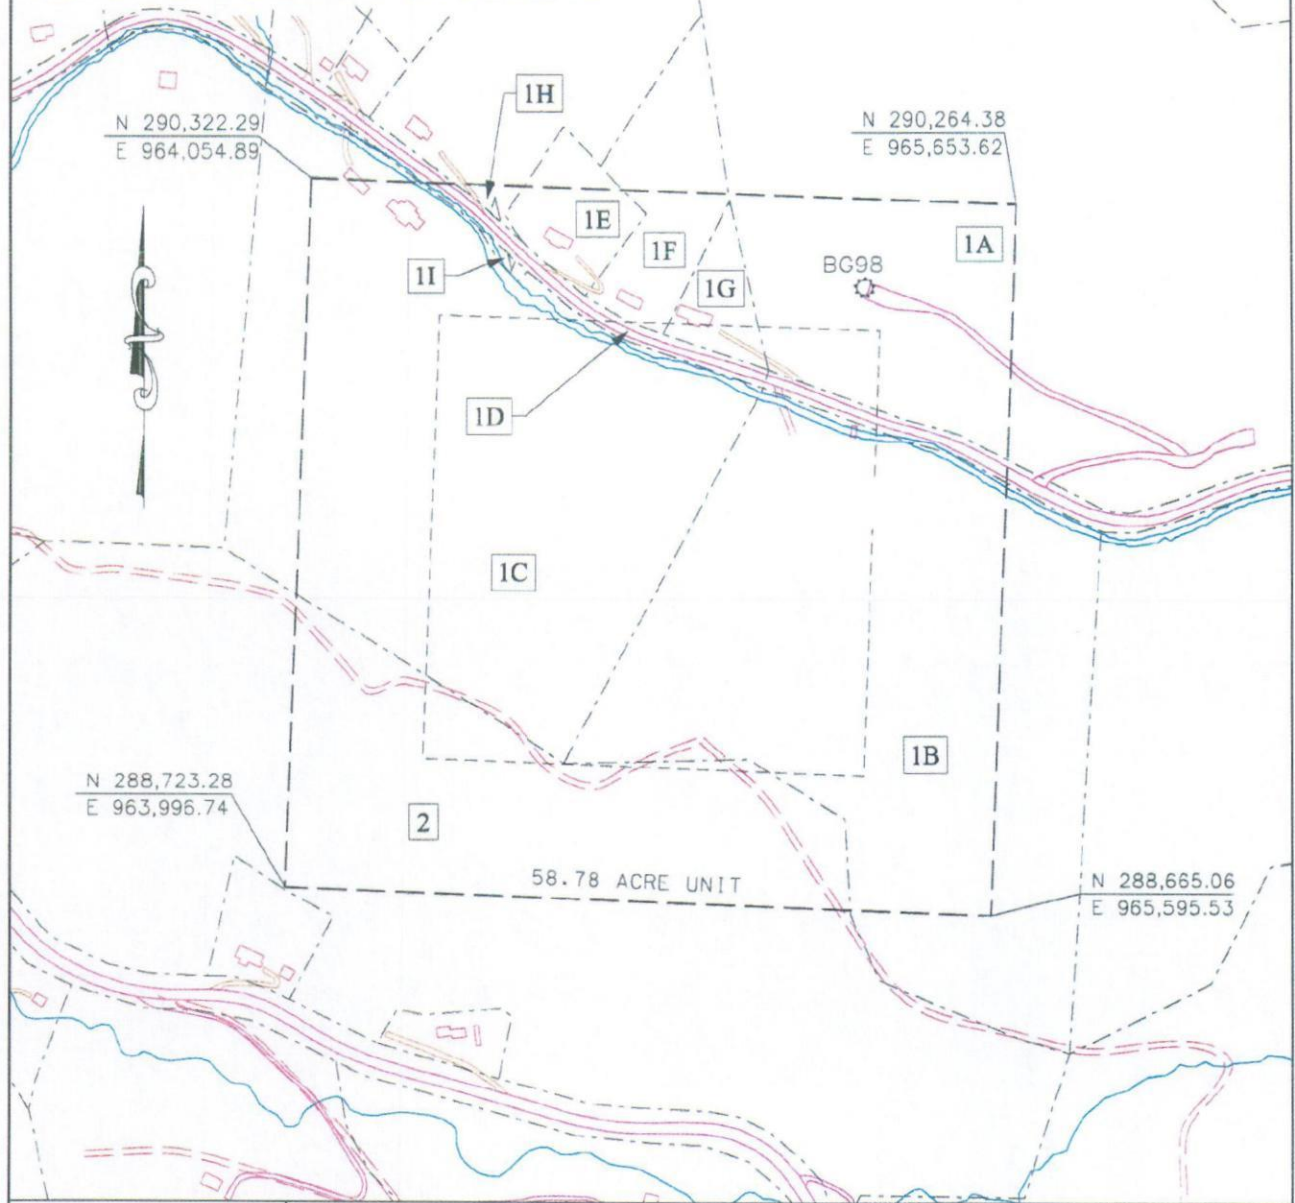 1H
N 290,322.29
E 964,054.89
N 290,264.38
E 965,653.62
1E
1F
1A
1I
1G
BG98
1D
1C
1B
N 288,723.28
E 963,996.74
2
58.78 ACRE UNIT
N 288,665.06
E 965,595.53